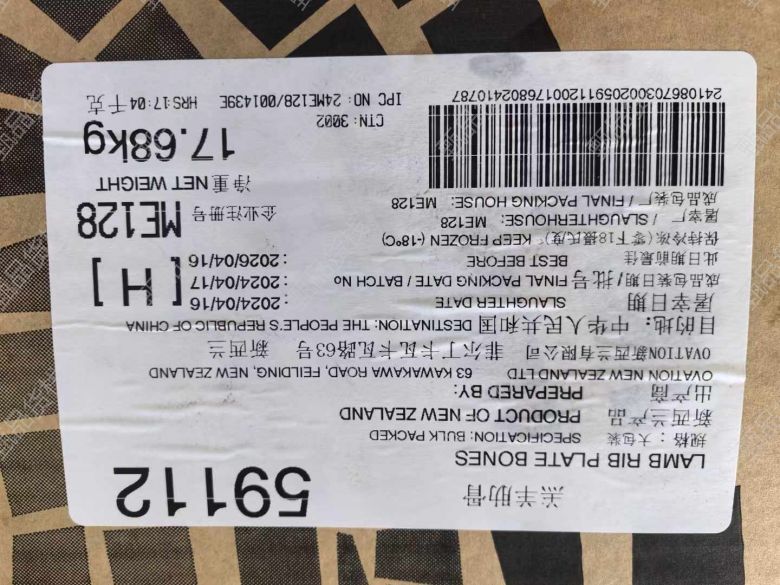 羔羊肋骨
59112
LAMB RIB PLATE BONES
规格：大包装 SPECIFICATION: BULK PACKED
新西兰产品 PRODUCT OF NEW ZEALAND
出产商 PREPARED BY:
OVATION NEW ZEALAND LTD 63 KAWAKAWA ROAD, FEILDING, NEW ZEALAND
OVATION新西兰有限公司 菲尔丁卡瓦卡瓦路63号 新西兰
目的地：中华人民共和国 DESTINATION: THE PEOPLE'S REPUBLIC OF CHINA
屠宰日期 SLAUGHTER DATE :2024/04/16
成品包装日期/批号 FINAL PACKING DATE / BATCH No :2024/04/17
此日期前最佳 BEST BEFORE :2026/04/16
[ H ]
保持冷冻（零下18摄氏度） KEEP FROZEN (-18°C)
屠宰厂 / SLAUGHTERHOUSE: ME128
成品包装厂 / FINAL PACKING HOUSE: ME128
企业注册号 ME128
净重 NET WEIGHT
17.68kg
24108670300205911200176802410787
CTN: 3002
IPC NO: 24ME128/001439E HRS:17:04 千克